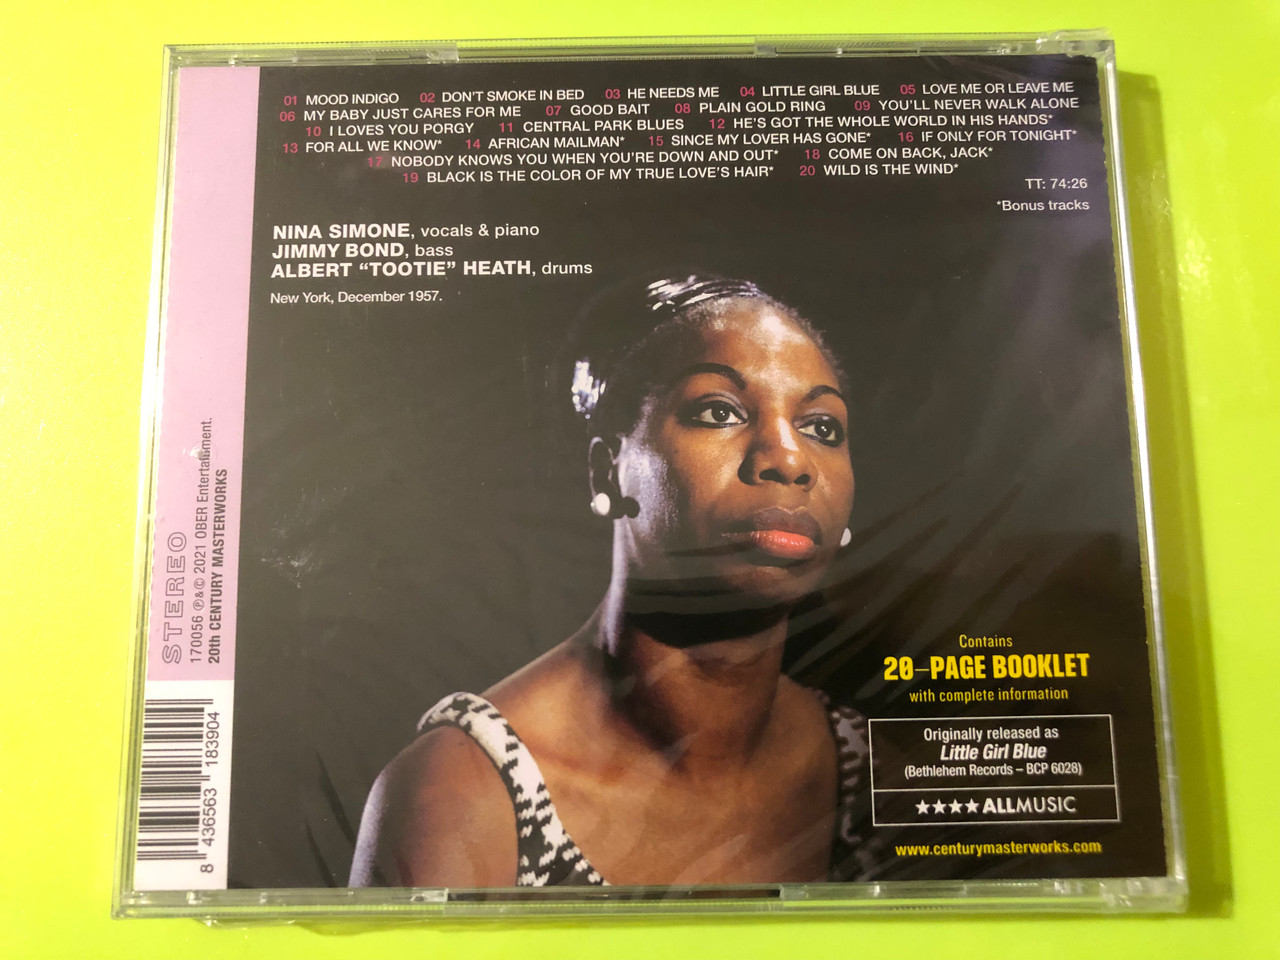 01 MOOD INDIGO 02 DON'T SMOKE IN BED 03 HE NEEDS ME 04 LITTLE GIRL BLUE 05 LOVE ME OR LEAVE ME
06 MY BABY JUST CARES FOR ME 07 GOOD BAIT 08 PLAIN GOLD RING 09 YOU'LL NEVER WALK ALONE
10 I LOVES YOU PORGY 11 CENTRAL PARK BLUES 12 HE'S GOT THE WHOLE WORLD IN HIS HANDS*
13 FOR ALL WE KNOW* 14 AFRICAN MAILMAN* 15 SINCE MY LOVER HAS GONE* 16 IF ONLY FOR TONIGHT*
17 NOBODY KNOWS YOU WHEN YOU'RE DOWN AND OUT* 18 COME ON BACK, JACK*
19 BLACK IS THE COLOR OF MY TRUE LOVE'S HAIR* 20 WILD IS THE WIND*
TT: 74:26
*Bonus tracks
NINA SIMONE, vocals & piano
JIMMY BOND, bass
ALBERT “TOOTIE” HEATH, drums
New York, December 1957.
STEREO
170056 ℗&© 2021 OBER Entertainment.
20th CENTURY MASTERWORKS
8 436563 183904
Contains
20-PAGE BOOKLET
with complete information
Originally released as
Little Girl Blue
(Bethlehem Records – BCP 6028)
★★★★ ALLMUSIC
www.centurymasterworks.com